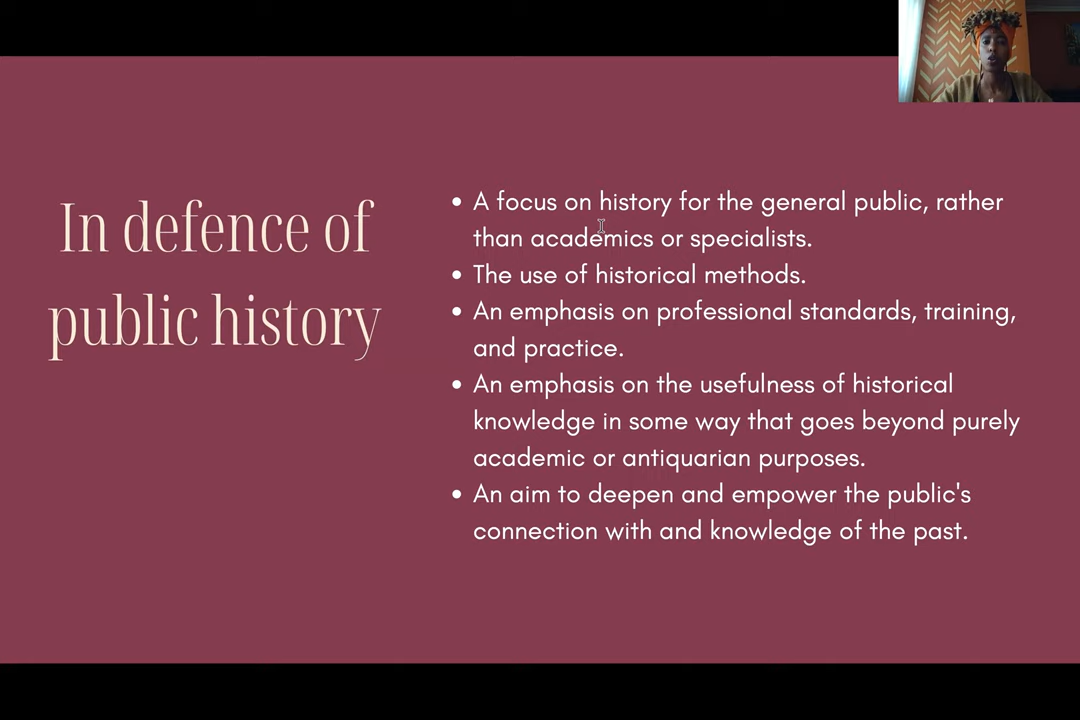 In defence of
public history
• A focus on history for the general public, rather
than academics or specialists.
• The use of historical methods.
• An emphasis on professional standards, training,
and practice.
• An emphasis on the usefulness of historical
knowledge in some way that goes beyond purely
academic or antiquarian purposes.
• An aim to deepen and empower the public's
connection with and knowledge of the past.